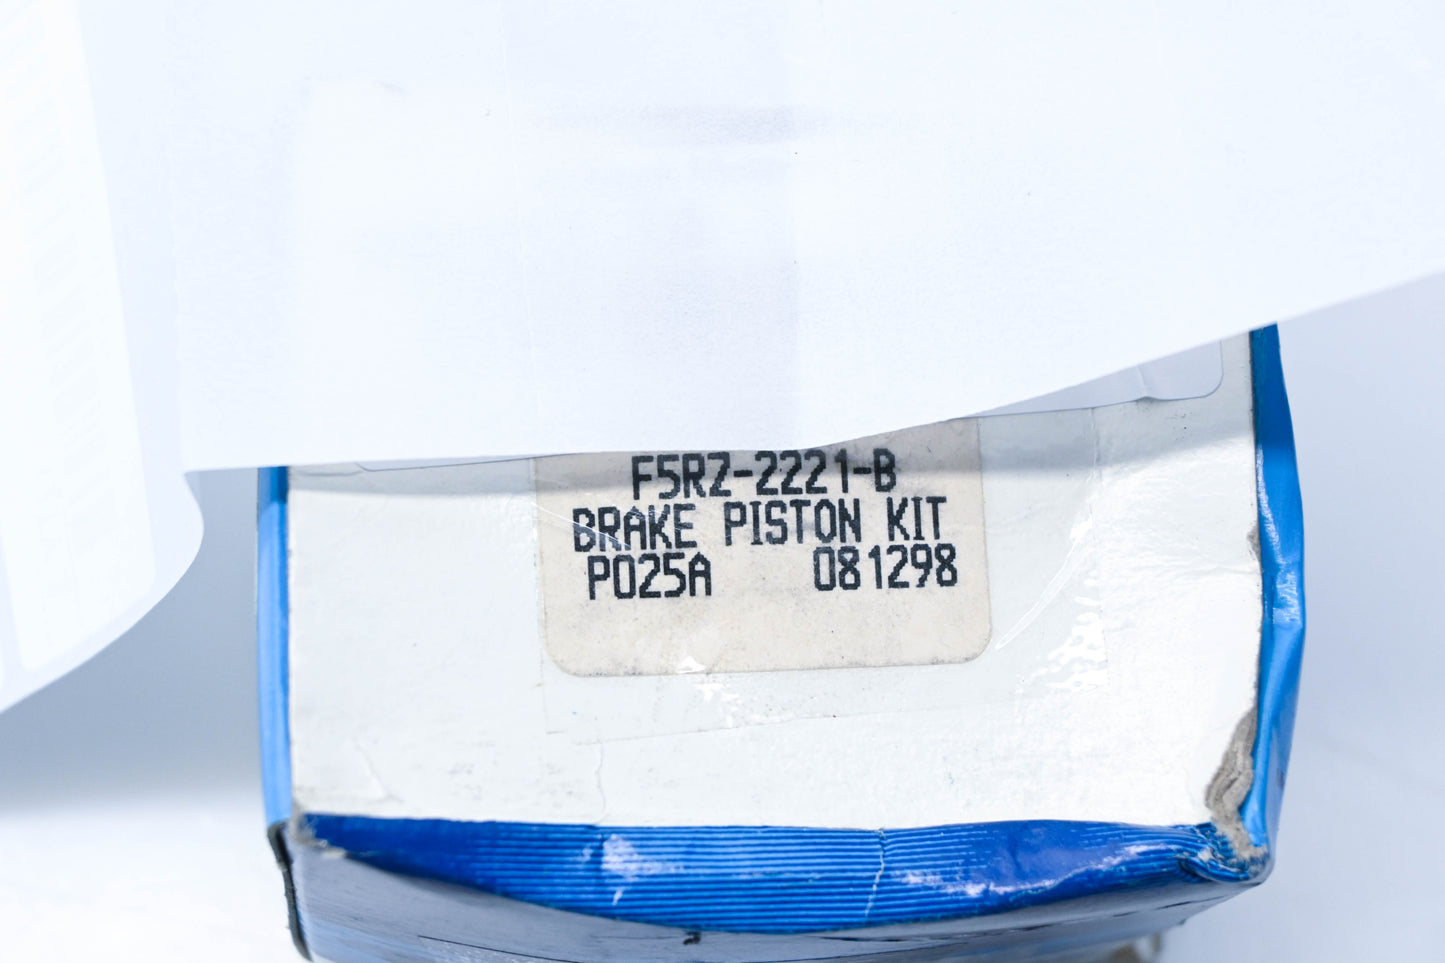 F5RZ-2221-B
BRAKE PISTON KIT
P025A 081298